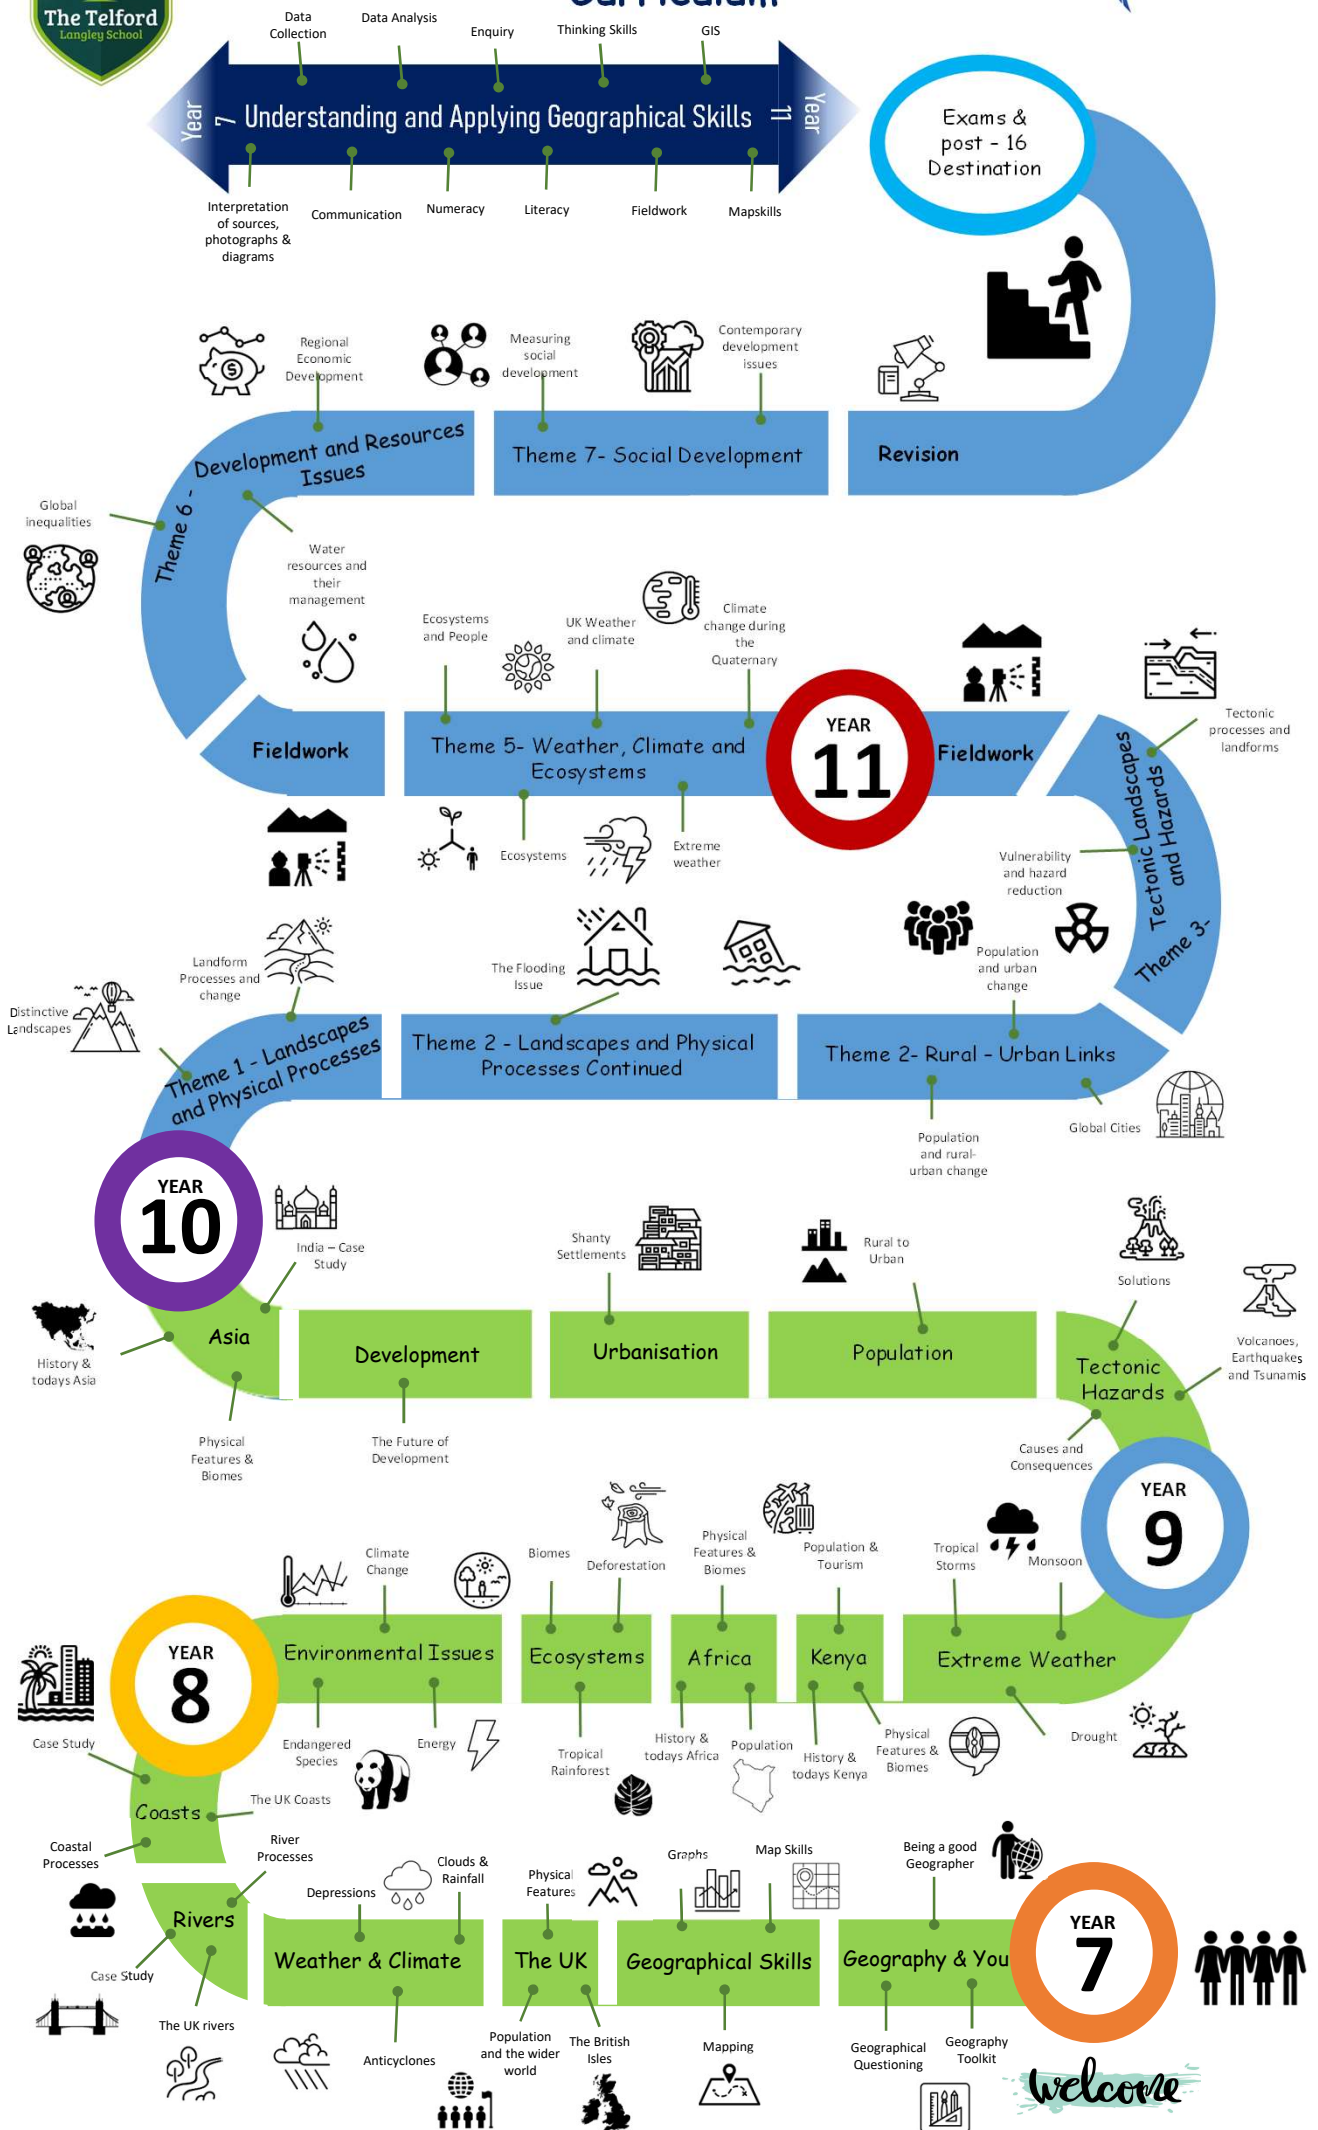 The Telford
Langley School
Curriculum
Data
Collection
Data Analysis
Enquiry
Thinking Skills
GIS
Year 7
Understanding and Applying Geographical Skills
Year 11
Interpretation
of sources,
photographs &
diagrams
Communication
Numeracy
Literacy
Fieldwork
Mapskills
Exams &
post - 16
Destination
Regional
Economic
Development
Measuring
social
development
Contemporary
development
issues
Theme 6 -
Development and Resources
Issues
Theme 7- Social Development
Revision
Global
inequalities
Water
resources and
their
management
Ecosystems
and People
UK Weather
and climate
Climate
change during
the
Quaternary
Fieldwork
Theme 5- Weather, Climate and
Ecosystems
YEAR
11
Fieldwork
Tectonic
processes and
landforms
Tectonic Landscapes
and Hazards
Theme 3-
Ecosystems
Extreme
weather
Vulnerability
and hazard
reduction
Landform
Processes and
change
Distinctive
Landscapes
The Flooding
Issue
Population
and urban
change
Theme 1 - Landscapes
and Physical Processes
Theme 2 - Landscapes and Physical
Processes Continued
Theme 2- Rural - Urban Links
Population
and rural-
urban change
Global Cities
YEAR
10
India – Case
Study
Shanty
Settlements
Rural to
Urban
Solutions
Volcanoes,
Earthquakes
and Tsunamis
History &
todays Asia
Asia
Development
Urbanisation
Population
Tectonic
Hazards
Physical
Features &
Biomes
The Future of
Development
Causes and
Consequences
YEAR
9
Climate
Change
Biomes
Deforestation
Physical
Features &
Biomes
Population &
Tourism
Tropical
Storms
Monsoon
YEAR
8
Environmental Issues
Ecosystems
Africa
Kenya
Extreme Weather
Case Study
Endangered
Species
Energy
Tropical
Rainforest
History &
todays Africa
Population
History &
todays Kenya
Physical
Features &
Biomes
Drought
Coasts
The UK Coasts
Coastal
Processes
River
Processes
Depressions
Clouds &
Rainfall
Physical
Features
Graphs
Map Skills
Being a good
Geographer
Rivers
Weather & Climate
The UK
Geographical Skills
Geography & You
YEAR
7
Case Study
The UK rivers
Anticyclones
Population
and the wider
world
The British
Isles
Mapping
Geographical
Questioning
Geography
Toolkit
welcome